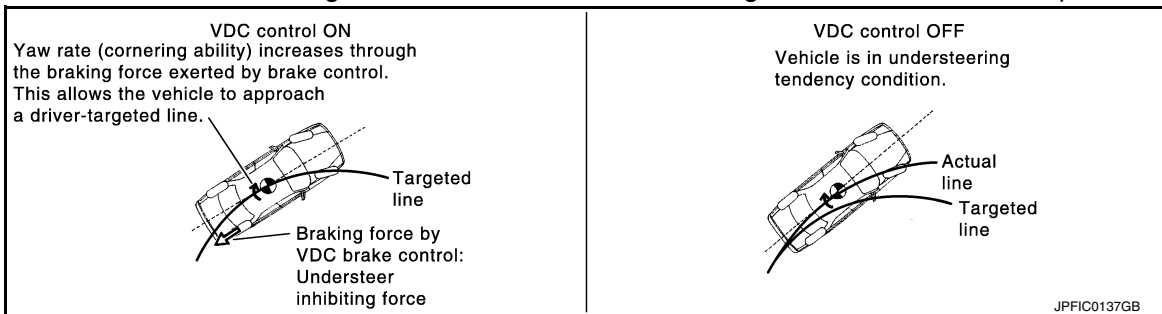 VDC control ON
Yaw rate (cornering ability) increases through
the braking force exerted by brake control.
This allows the vehicle to approach
a driver-targeted line.
Targeted
line
Braking force by
VDC brake control:
Understeer
inhibiting force
VDC control OFF
Vehicle is in understeering
tendency condition.
Actual
line
Targeted
line
JPFIC0137GB